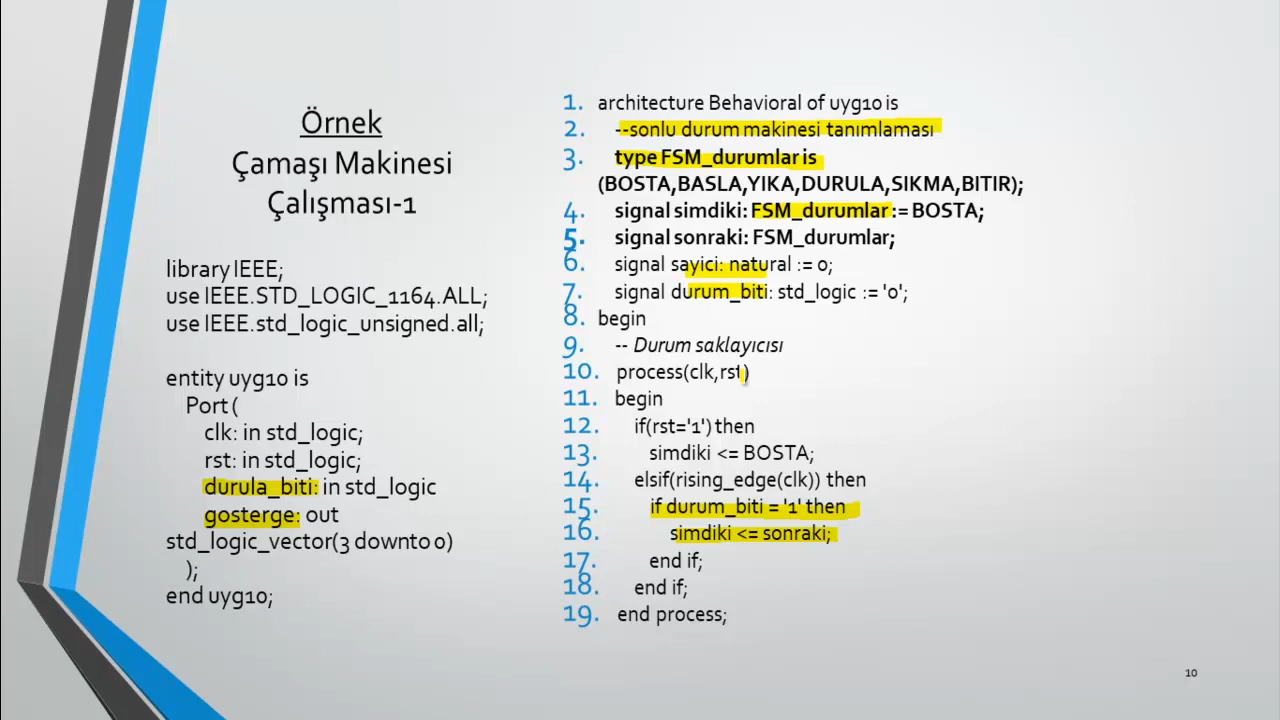 Örnek
Çamaşı Makinesi
Çalışması-1
library IEEE;
use IEEE.STD_LOGIC_1164.ALL;
use IEEE.std_logic_unsigned.all;
entity uyg10 is
Port (
clk: in std_logic;
rst: in std_logic;
durula_biti: in std_logic
gosterge: out
std_logic_vector(3 downto 0)
);
end uyg10;
1. architecture Behavioral of uyg10 is
2. --sonlu durum makinesi tanımlaması
3. type FSM_durumlar is
(BOSTA,BASLA,YIKA,DURULA,SIKMA,BITIR);
4. signal simdiki: FSM_durumlar := BOSTA;
5. signal sonraki: FSM_durumlar;
6. signal sayici: natural := 0;
7. signal durum_biti: std_logic := '0';
8. begin
9. -- Durum saklayıcısı
10. process(clk,rst)
11. begin
12. if(rst='1') then
13. simdiki <= BOSTA;
14. elsif(rising_edge(clk)) then
15. if durum_biti = '1' then
16. simdiki <= sonraki;
17. end if;
18. end if;
19. end process;
10